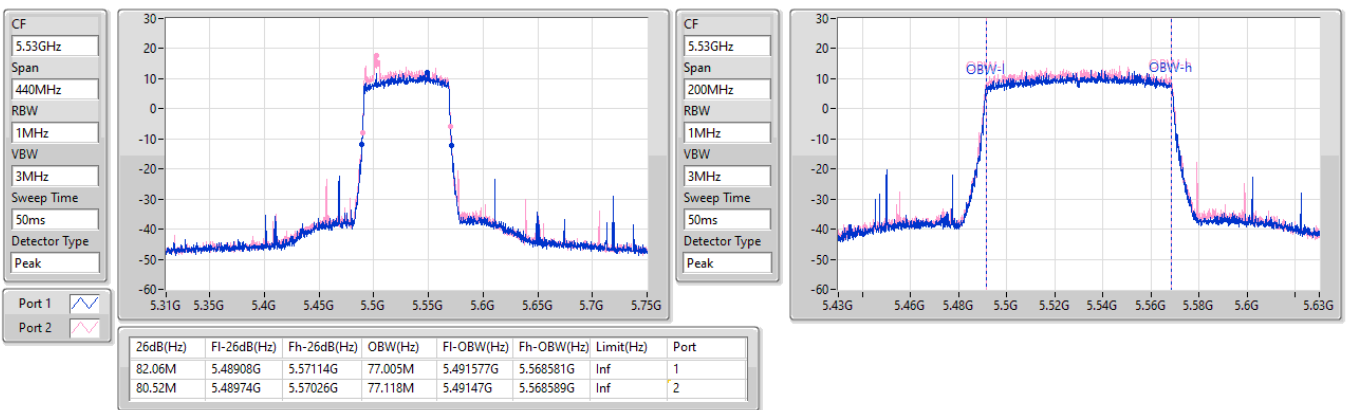 CF
5.53GHz
Span
440MHz
RBW
1MHz
VBW
3MHz
Sweep Time
50ms
Detector Type
Peak
Port 1
Port 2
30
20
10
0
-10
-20
-30
-40
-50
-60
5.31G 5.35G 5.4G 5.45G 5.5G 5.55G 5.6G 5.65G 5.7G 5.75G
CF
5.53GHz
Span
200MHz
RBW
1MHz
VBW
3MHz
Sweep Time
50ms
Detector Type
Peak
30
20
10
0
-10
-20
-30
-40
-50
-60
OBW-l OBW-h
5.43G 5.46G 5.48G 5.5G 5.52G 5.54G 5.56G 5.58G 5.6G 5.63G
26dB(Hz) Fl-26dB(Hz) Fh-26dB(Hz) OBW(Hz) Fl-OBW(Hz) Fh-OBW(Hz) Limit(Hz) Port
82.06M 5.48908G 5.57114G 77.005M 5.491577G 5.568581G Inf 1
80.52M 5.48974G 5.57026G 77.118M 5.49147G 5.568589G Inf 2